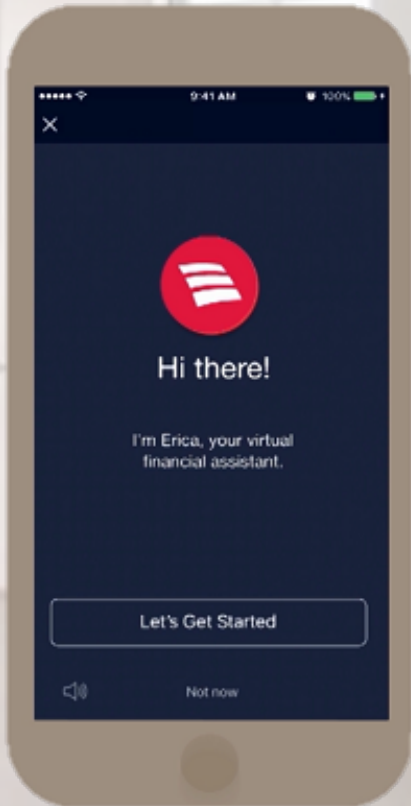 9:41 AM
100%
Hi there!
I'm Erica, your virtual
financial assistant.
Let's Get Started
Not now